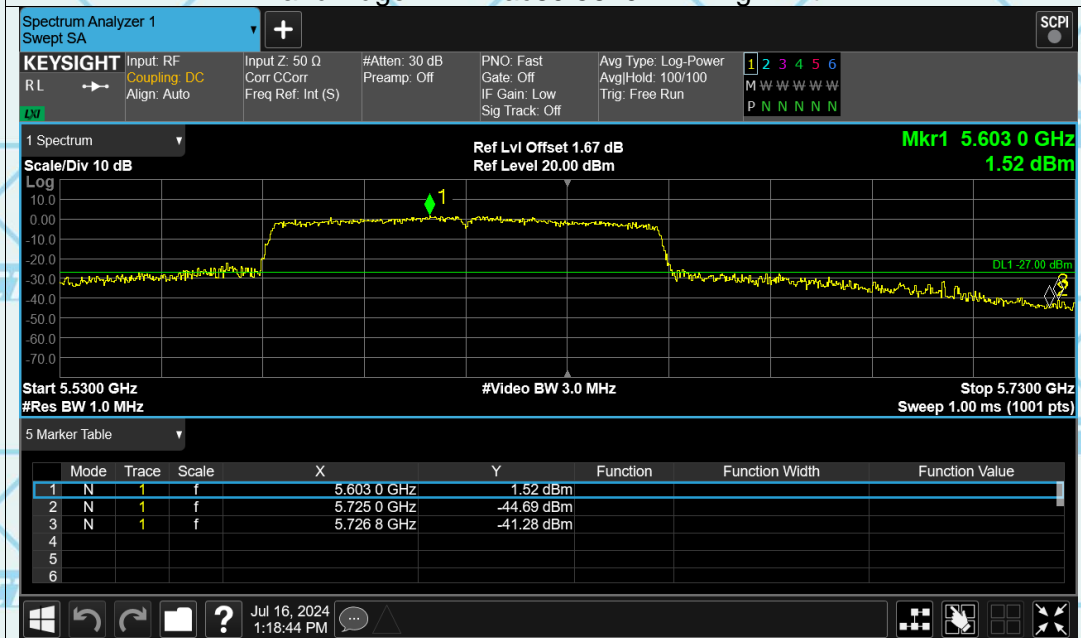 Spectrum Analyzer 1
Swept SA
+
SCPI
KEYSIGHT Input: RF Input Z: 50 Ω #Atten: 30 dB PNO: Fast Avg Type: Log-Power 1 2 3 4 5 6
R L Coupling: DC Corr CCorr Preamp: Off Gate: Off Avg|Hold: 100/100 M W W W W W
Align: Auto Freq Ref: Int (S) IF Gain: Low Trig: Free Run
LXI Sig Track: Off P N N N N N
1 Spectrum
Ref Lvl Offset 1.67 dB Mkr1 5.603 0 GHz
Scale/Div 10 dB Ref Level 20.00 dBm 1.52 dBm
Log
1
10.0
0.00
-10.0
-20.0
DL1 -27.00 dBm
-30.0
3
2
-40.0
-50.0
-60.0
-70.0
Start 5.5300 GHz #Video BW 3.0 MHz Stop 5.7300 GHz
#Res BW 1.0 MHz Sweep 1.00 ms (1001 pts)
5 Marker Table
Mode Trace Scale X Y Function Function Width Function Value
1 N 1 f 5.603 0 GHz 1.52 dBm
2 N 1 f 5.725 0 GHz -44.69 dBm
3 N 1 f 5.726 8 GHz -41.28 dBm
4
5
6
? Jul 16, 2024
1:18:44 PM